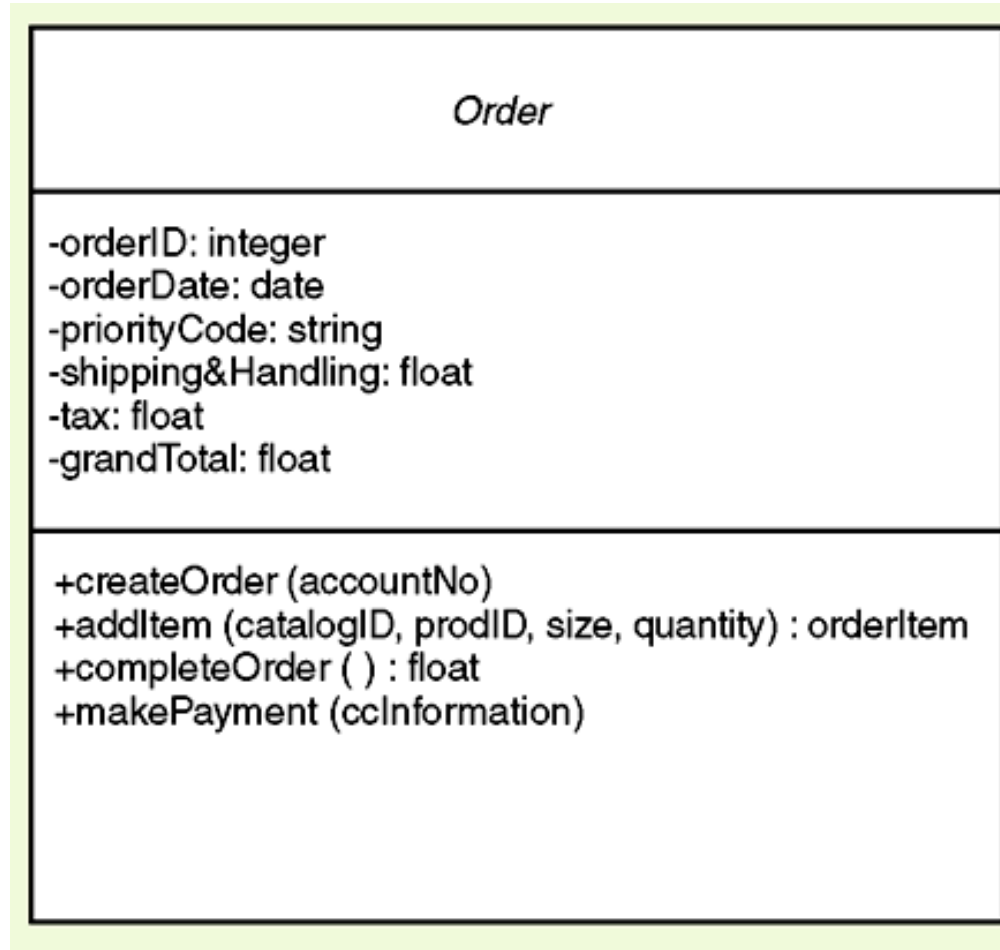 Order
-orderID: integer
-orderDate: date
-priorityCode: string
-shipping&Handling: float
-tax: float
-grandTotal: float
+createOrder (accountNo)
+addItem (catalogID, prodID, size, quantity) : orderItem
+completeOrder ( ) : float
+makePayment (ccInformation)